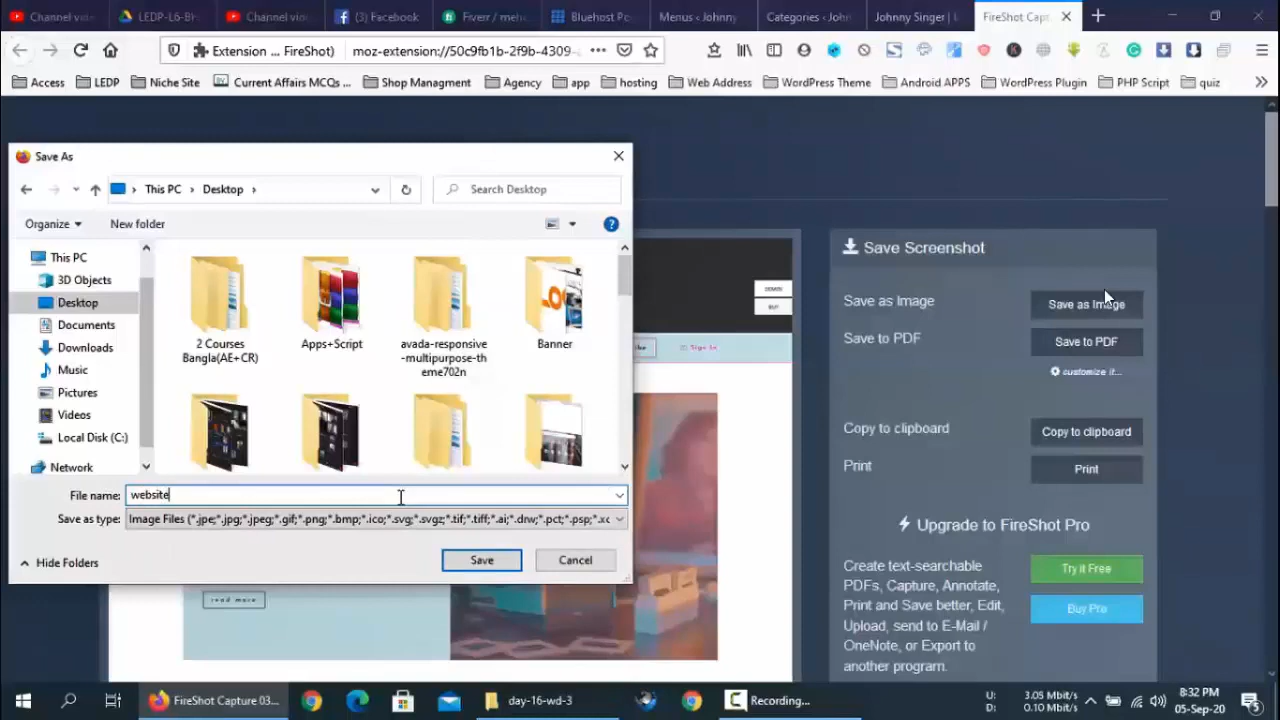 Channel vide
LEDP-L6-BH
Channel vide
(3) Facebook
Fiverr / mehe
Bluehost Po
Menus ‹ Johnny
Categories ‹ John
Johnny Singer |
FireShot Capt
Extension ... FireShot)
moz-extension://50c9fb1b-2f9b-4309-
Access
LEDP
Niche Site
Current Affairs MCQs ...
Shop Managment
Agency
app
hosting
Web Address
WordPress Theme
Android APPS
WordPress Plugin
PHP Script
quiz
Save As
This PC
Desktop
Search Desktop
Organize
New folder
This PC
3D Objects
Desktop
Documents
Downloads
Music
Pictures
Videos
Local Disk (C:)
Network
2 Courses
Bangla(AE+CR)
Apps+Script
avada-responsive
-multipurpose-th
eme702n
Banner
File name: website
Save as type: Image Files (*.jpe;*.jpg;*.jpeg;*.gif;*.png;*.bmp;*.ico;*.svg;*.svgz;*.tif;*.tiff;*.ai;*.drw;*.pct;*.psp;*.xc
Hide Folders
Save
Cancel
Sign In
read more
Save Screenshot
Save as Image
Save as Image
Save to PDF
Save to PDF
customize it...
Copy to clipboard
Copy to clipboard
Print
Print
Upgrade to FireShot Pro
Create text-searchable
PDFs, Capture, Annotate,
Print and Save better, Edit,
Upload, send to E-Mail /
OneNote, or Export to
another program.
Try it Free
Buy Pro
FireShot Capture 03...
day-16-wd-3
Recording...
U: 3.05 Mbit/s
D: 0.10 Mbit/s
8:32 PM
05-Sep-20
5